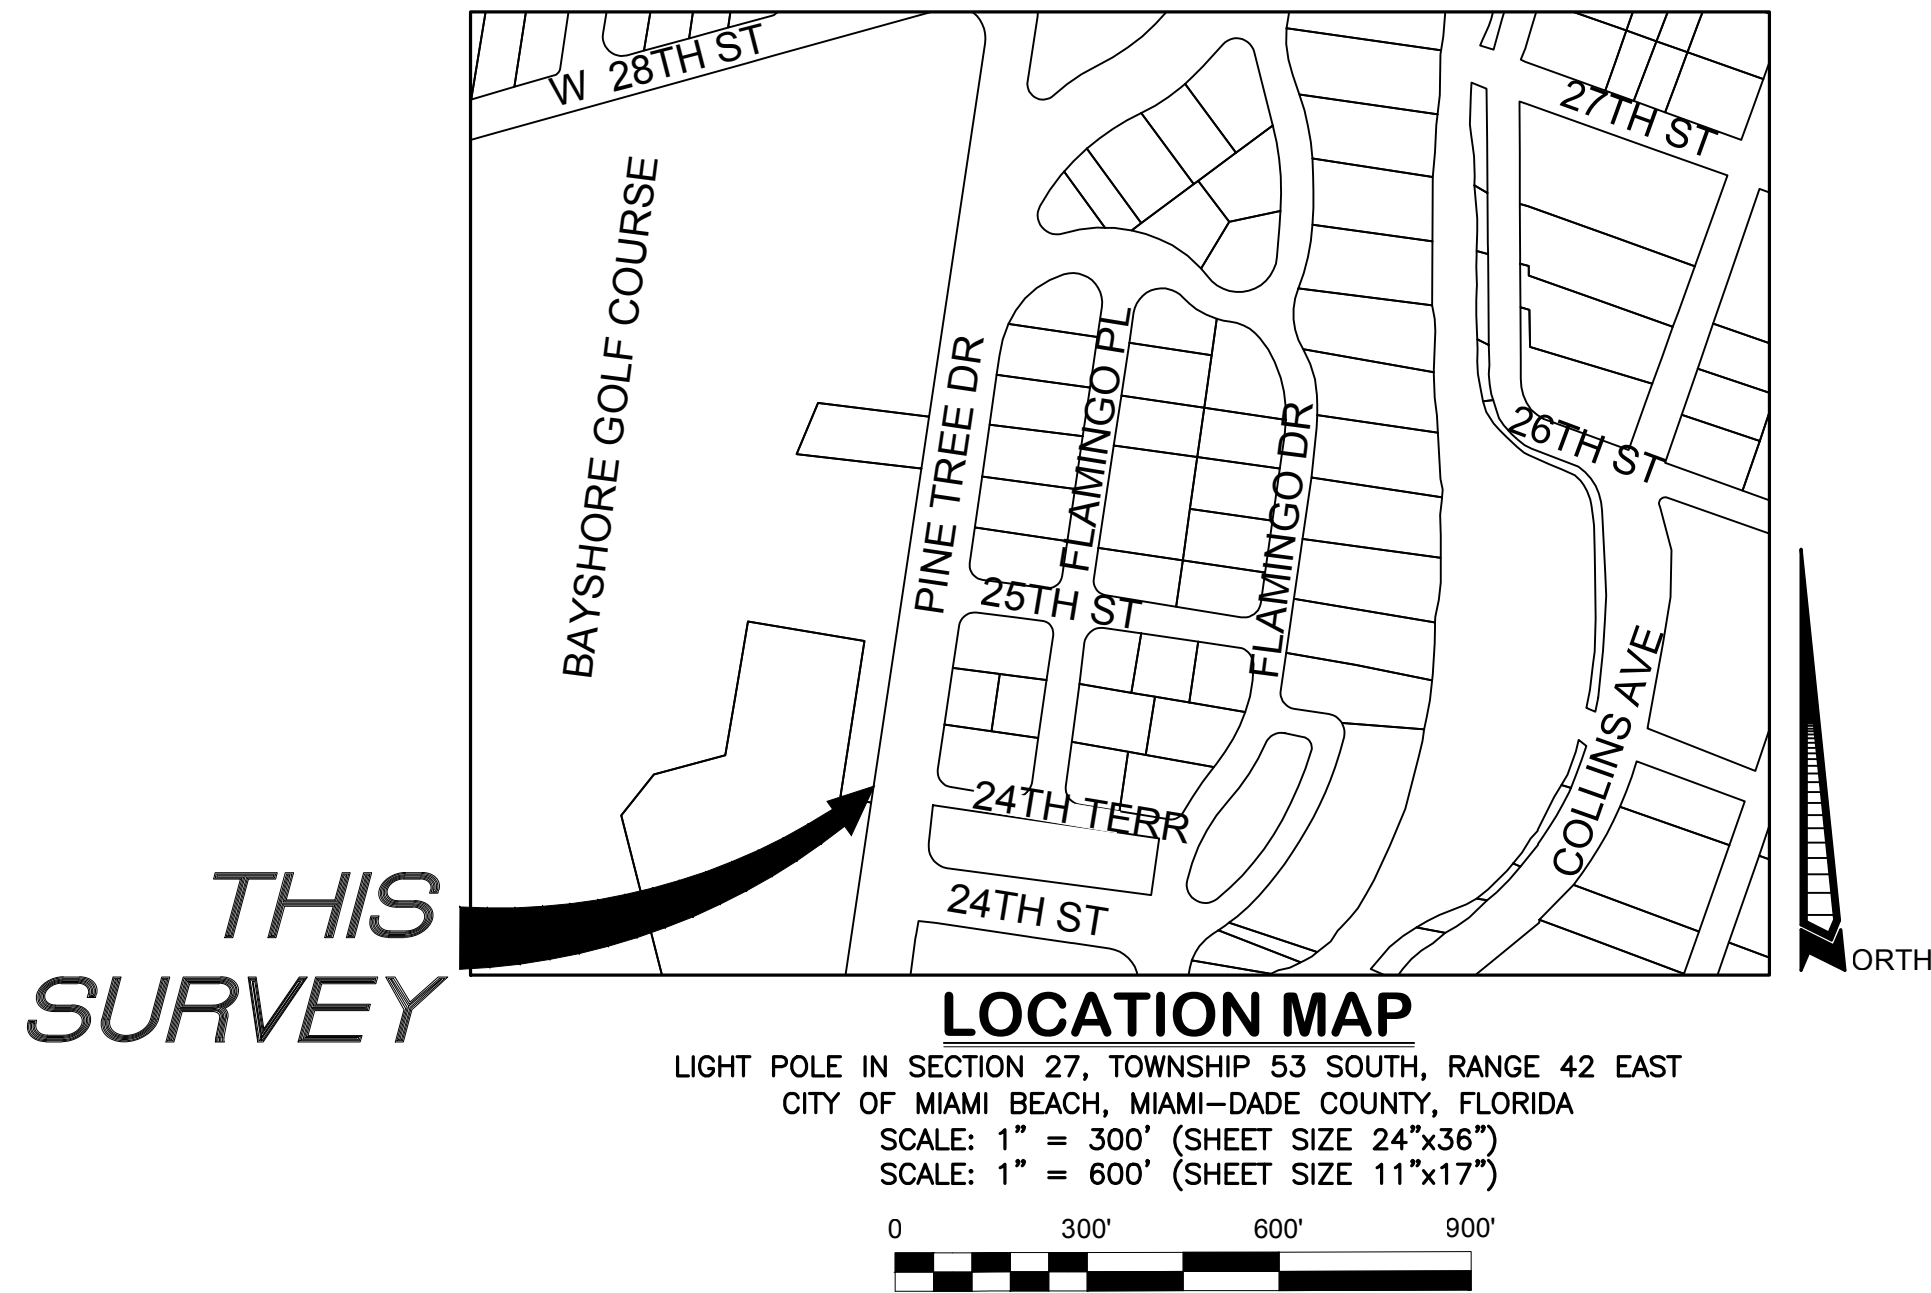 W 28TH ST
27TH ST
BAYSHORE GOLF COURSE
PINE TREE DR
FLAMINGO PL
FLAMINGO DR
26TH ST
25TH ST
COLLINS AVE
24TH TERR
24TH ST
THIS
SURVEY
ORTH
LOCATION MAP
LIGHT POLE IN SECTION 27, TOWNSHIP 53 SOUTH, RANGE 42 EAST
CITY OF MIAMI BEACH, MIAMI-DADE COUNTY, FLORIDA
SCALE: 1" = 300' (SHEET SIZE 24"x36")
SCALE: 1" = 600' (SHEET SIZE 11"x17")
0 300' 600' 900'